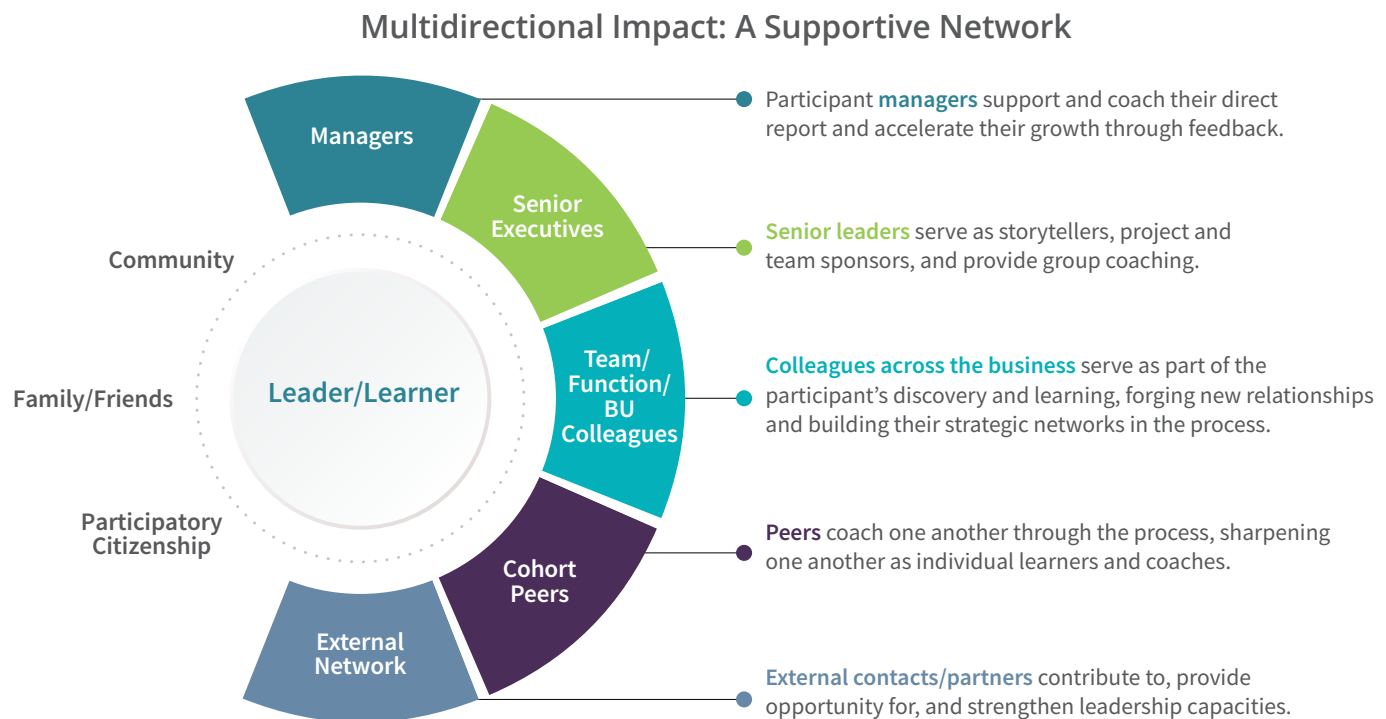 Multidirectional Impact: A Supportive Network
Managers
Participant managers support and coach their direct
report and accelerate their growth through feedback.
Senior
Executives
Senior leaders serve as storytellers, project and
team sponsors, and provide group coaching.
Community
Family/Friends
Participatory
Citizenship
Leader/Learner
Team/
Function/
BU
Colleagues
Colleagues across the business serve as part of the
participant’s discovery and learning, forging new relationships
and building their strategic networks in the process.
Cohort
Peers
Peers coach one another through the process, sharpening
one another as individual learners and coaches.
External
Network
External contacts/partners contribute to, provide
opportunity for, and strengthen leadership capacities.